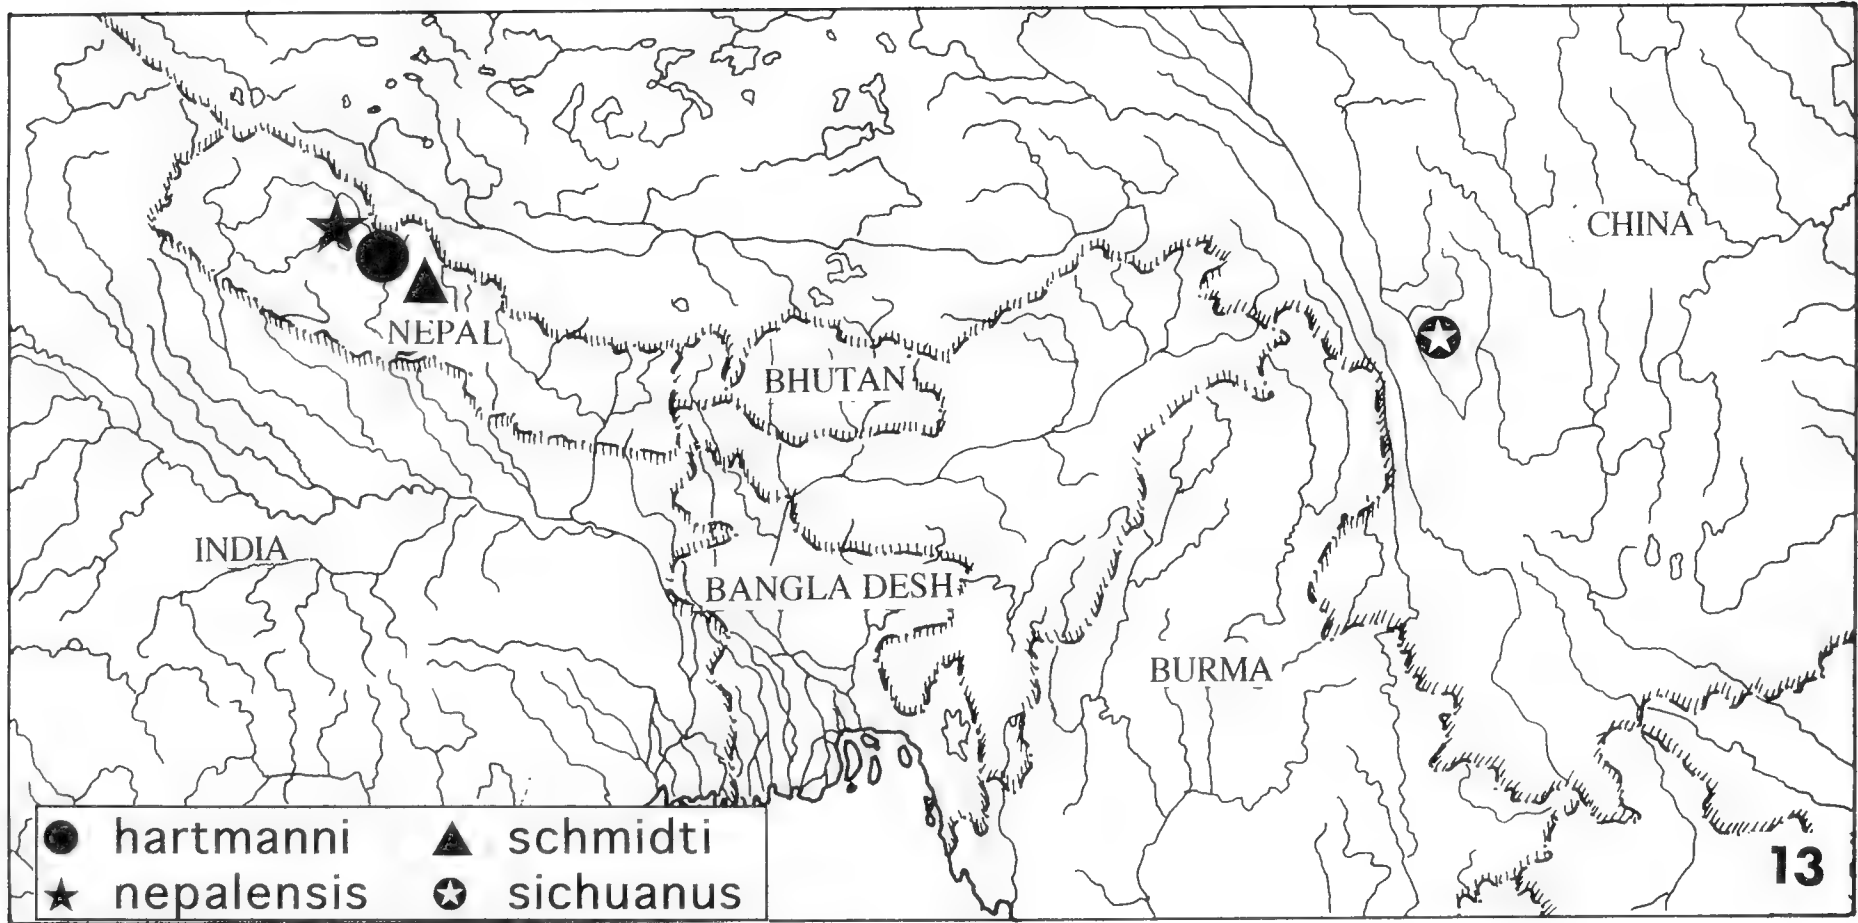 CHINA
NEPAL
BHUTAN
INDIA
BANGLA DESH
BURMA
hartmanni schmidti
nepalensis sichuanus
13